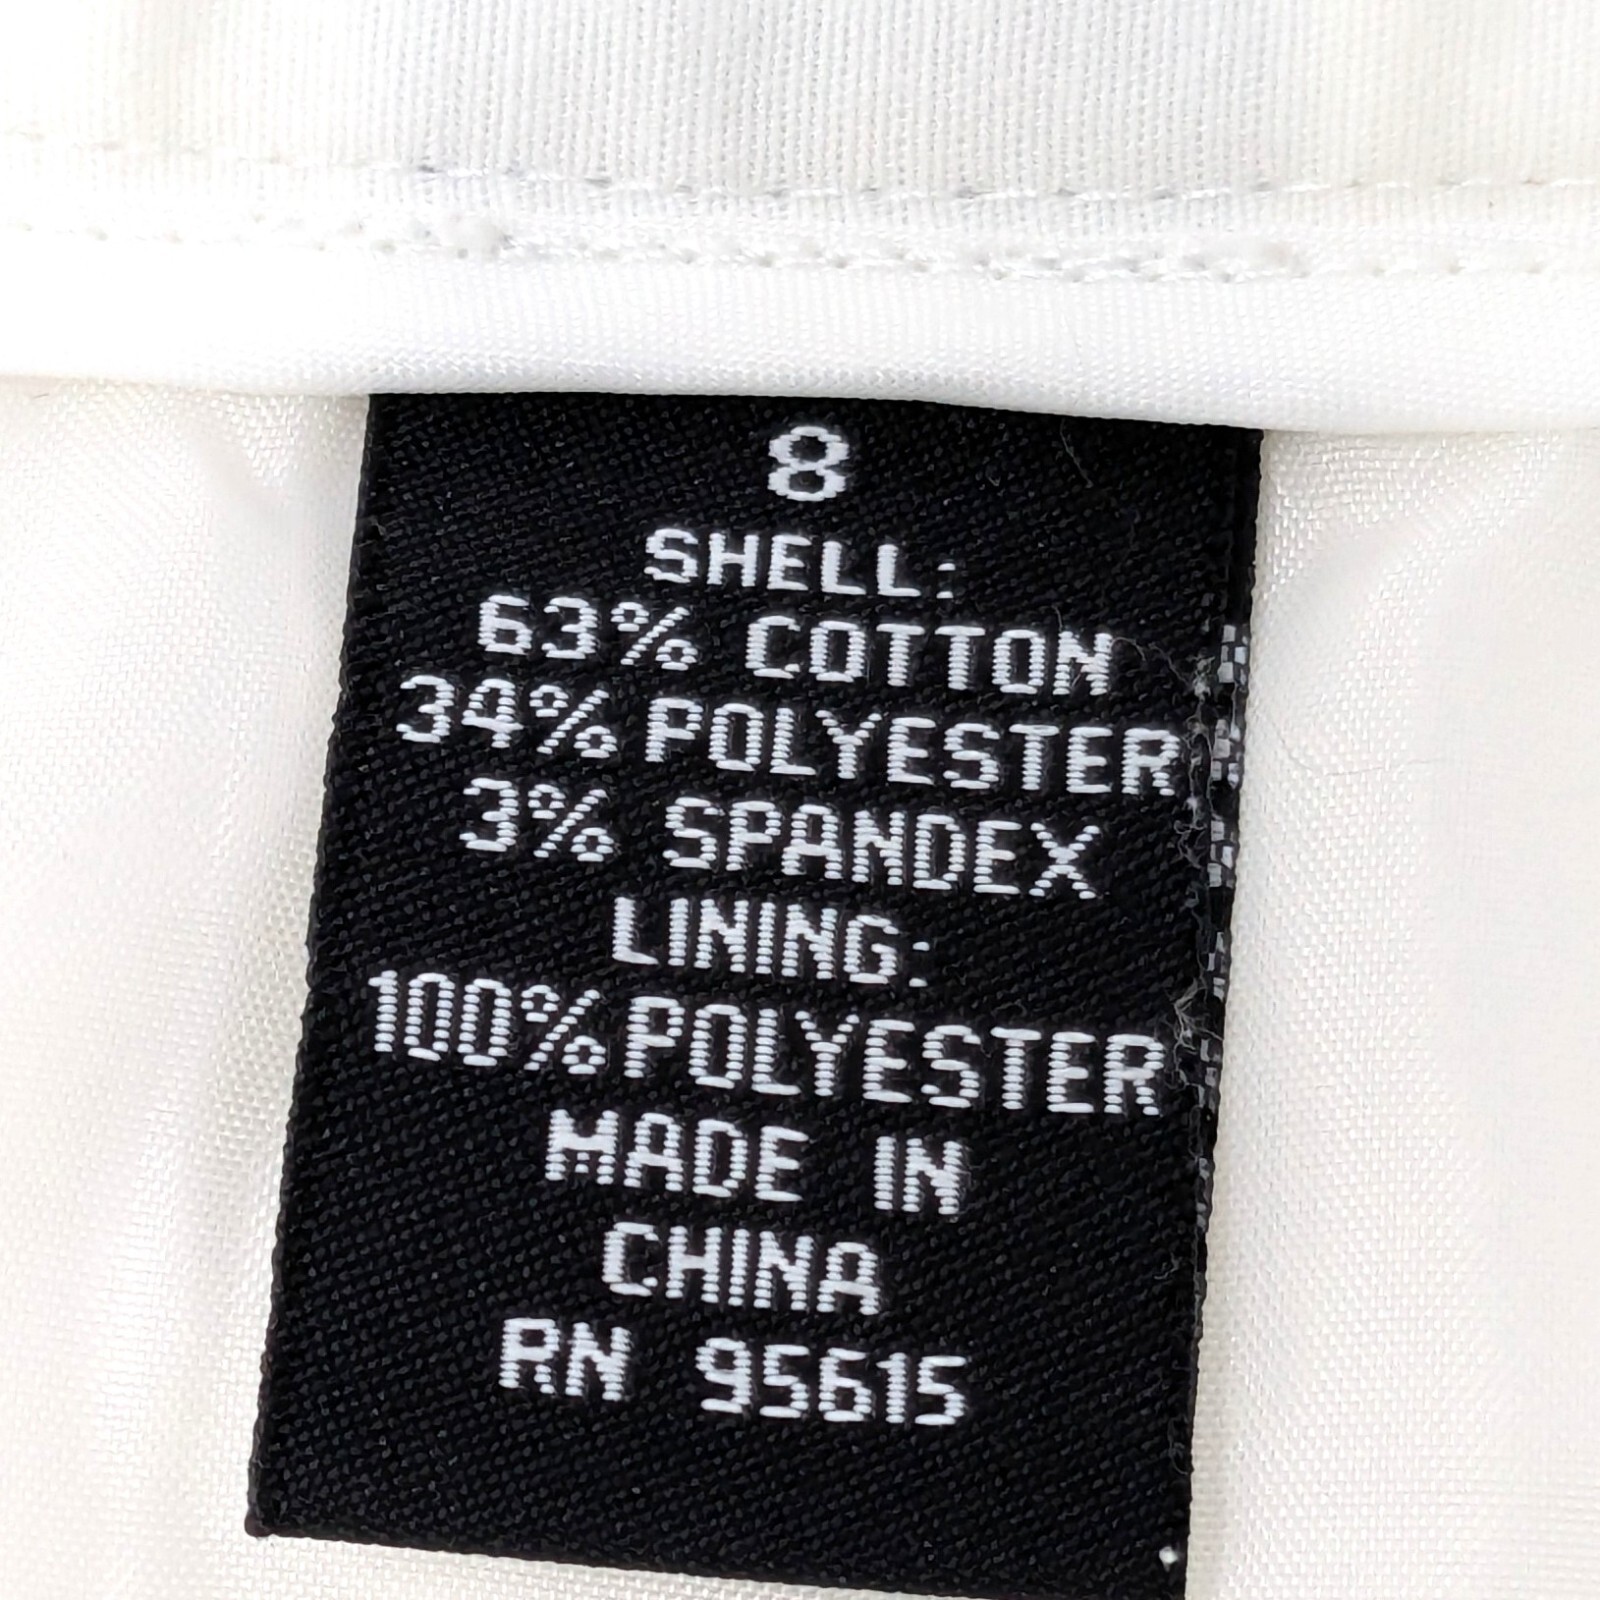 8
SHELL:
63% COTTON
34% POLYESTER
3% SPANDEX
LINING:
100% POLYESTER
MADE IN
CHINA
RN 95615